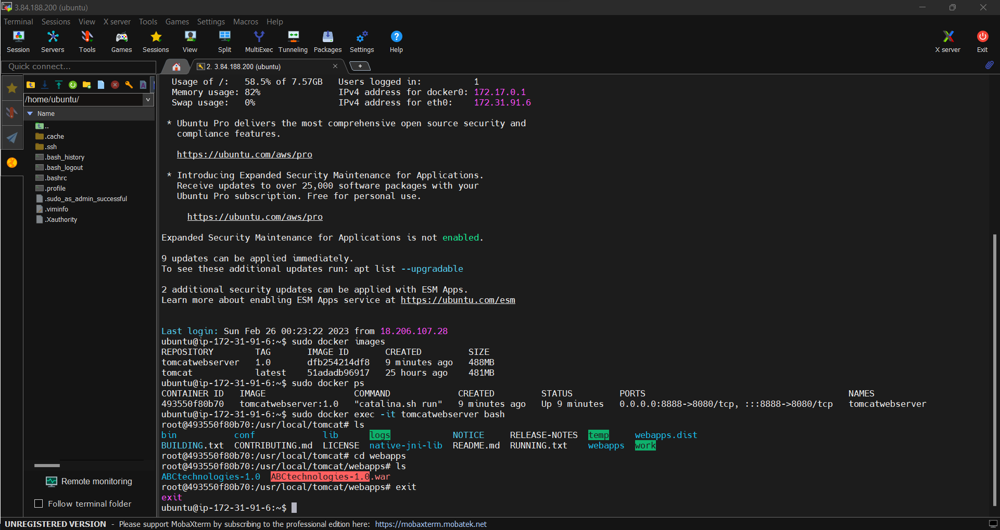 3.84.188.200 (ubuntu)
Terminal Sessions View X server Tools Games Settings Macros Help
Session Servers Tools Games Sessions View Split MultiExec Tunneling Packages Settings Help X server Exit
Quick connect...
2. 3.84.188.200 (ubuntu)
/home/ubuntu/
Name
..
.cache
.ssh
.bash_history
.bash_logout
.bashrc
.profile
.sudo_as_admin_successful
.viminfo
.Xauthority
Remote monitoring
Follow terminal folder
Usage of /: 58.5% of 7.57GB Users logged in: 1
Memory usage: 82% IPv4 address for docker0: 172.17.0.1
Swap usage: 0% IPv4 address for eth0: 172.31.91.6
* Ubuntu Pro delivers the most comprehensive open source security and
compliance features.
https://ubuntu.com/aws/pro
* Introducing Expanded Security Maintenance for Applications.
Receive updates to over 25,000 software packages with your
Ubuntu Pro subscription. Free for personal use.
https://ubuntu.com/aws/pro
Expanded Security Maintenance for Applications is not enabled.
9 updates can be applied immediately.
To see these additional updates run: apt list --upgradable
2 additional security updates can be applied with ESM Apps.
Learn more about enabling ESM Apps service at https://ubuntu.com/esm
Last login: Sun Feb 26 00:23:22 2023 from 18.206.107.28
ubuntu@ip-172-31-91-6:~$ sudo docker images
REPOSITORY TAG IMAGE ID CREATED SIZE
tomcatwebserver 1.0 dfb254214df8 9 minutes ago 488MB
tomcat latest 51adadb96917 25 hours ago 481MB
ubuntu@ip-172-31-91-6:~$ sudo docker ps
CONTAINER ID IMAGE COMMAND CREATED STATUS PORTS NAMES
493550f80b70 tomcatwebserver:1.0 "catalina.sh run" 9 minutes ago Up 9 minutes 0.0.0.0:8888->8080/tcp, :::8888->8080/tcp tomcatwebserver
ubuntu@ip-172-31-91-6:~$ sudo docker exec -it tomcatwebserver bash
root@493550f80b70:/usr/local/tomcat# ls
bin conf lib logs NOTICE RELEASE-NOTES temp webapps.dist
BUILDING.txt CONTRIBUTING.md LICENSE native-jni-lib README.md RUNNING.txt webapps work
root@493550f80b70:/usr/local/tomcat# cd webapps
root@493550f80b70:/usr/local/tomcat/webapps# ls
ABCtechnologies-1.0 ABCtechnologies-1.0.war
root@493550f80b70:/usr/local/tomcat/webapps# exit
exit
ubuntu@ip-172-31-91-6:~$
UNREGISTERED VERSION - Please support MobaXterm by subscribing to the professional edition here: https://mobaxterm.mobatek.net